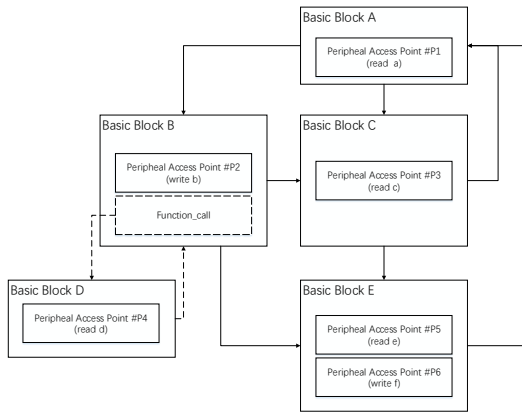 Basic Block A
Peripheal Access Point #P1
(read a)
Basic Block B
Peripheal Access Point #P2
(write b)
Function_call
Basic Block C
Peripheal Access Point #P3
(read c)
Basic Block D
Peripheal Access Point #P4
(read d)
Basic Block E
Peripheal Access Point #P5
(read e)
Peripheal Access Point #P6
(write f)